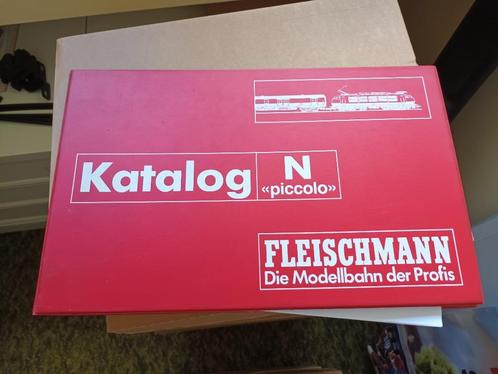 Katalog
N
«piccolo»
FLEISCHMANN
Die Modellbahn der Profis